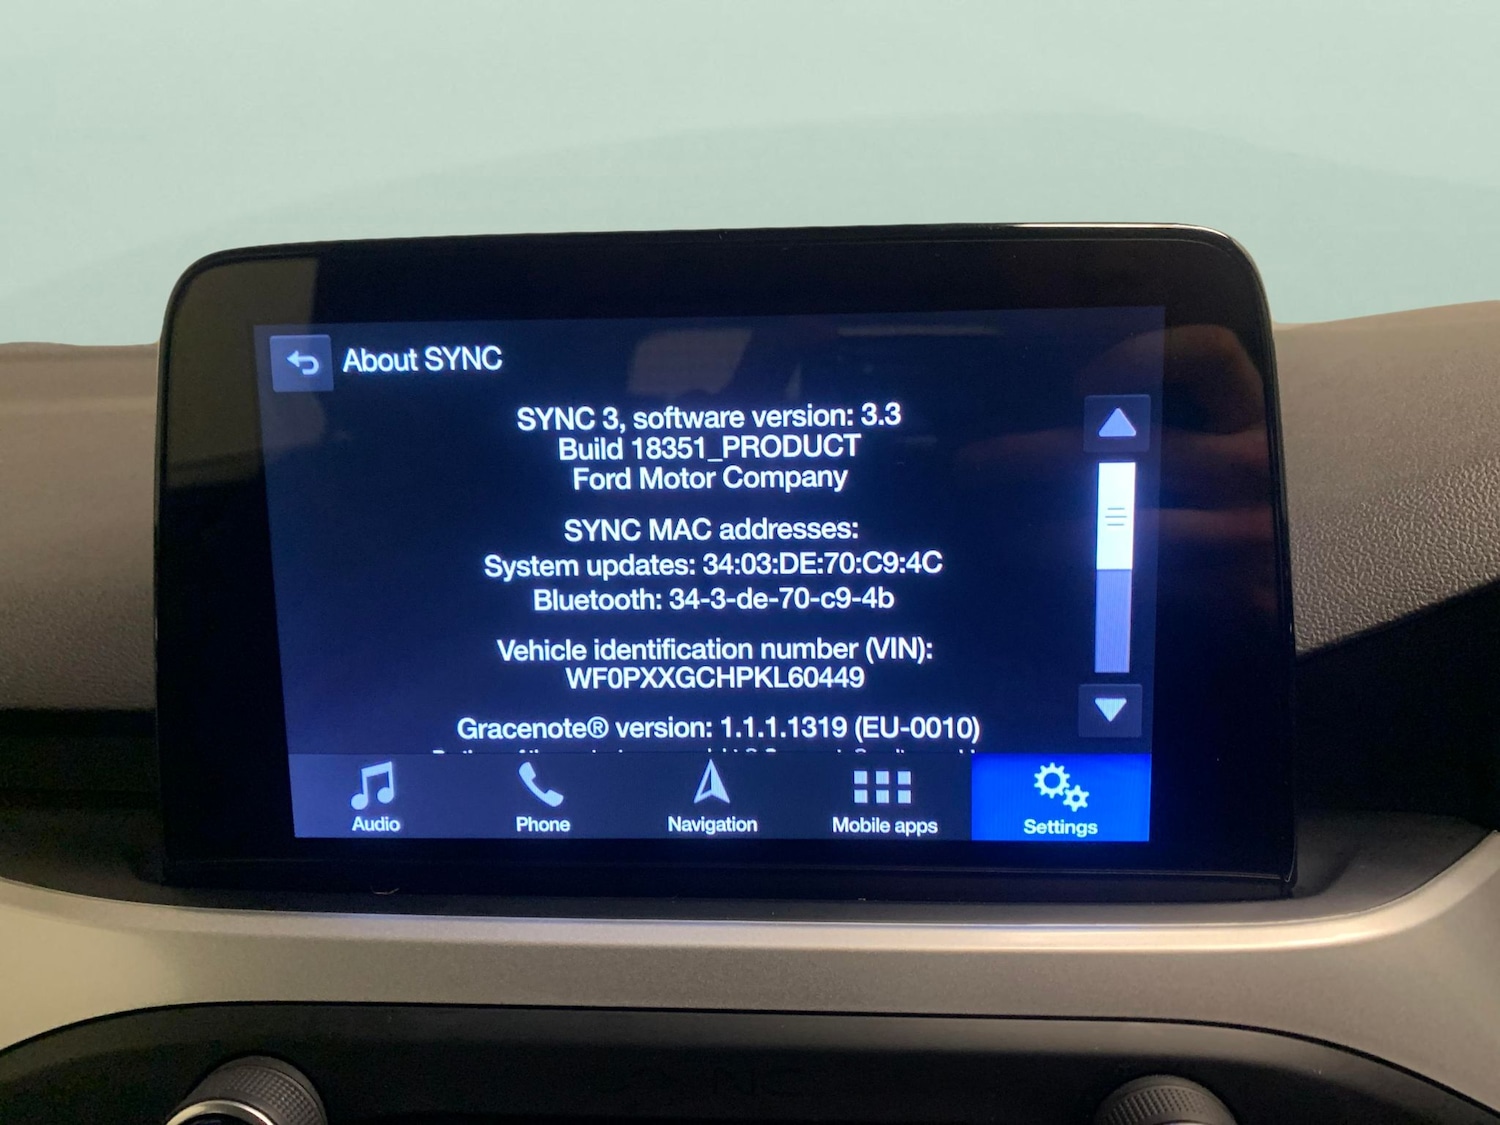 About SYNC
SYNC 3, software version: 3.3
Build 18351_PRODUCT
Ford Motor Company
SYNC MAC addresses:
System updates: 34:03:DE:70:C9:4C
Bluetooth: 34-3-de-70-c9-4b
Vehicle identification number (VIN):
WF0PXXGCHPKL60449
Gracenote® version: 1.1.1.1319 (EU-0010)
Audio
Phone
Navigation
Mobile apps
Settings